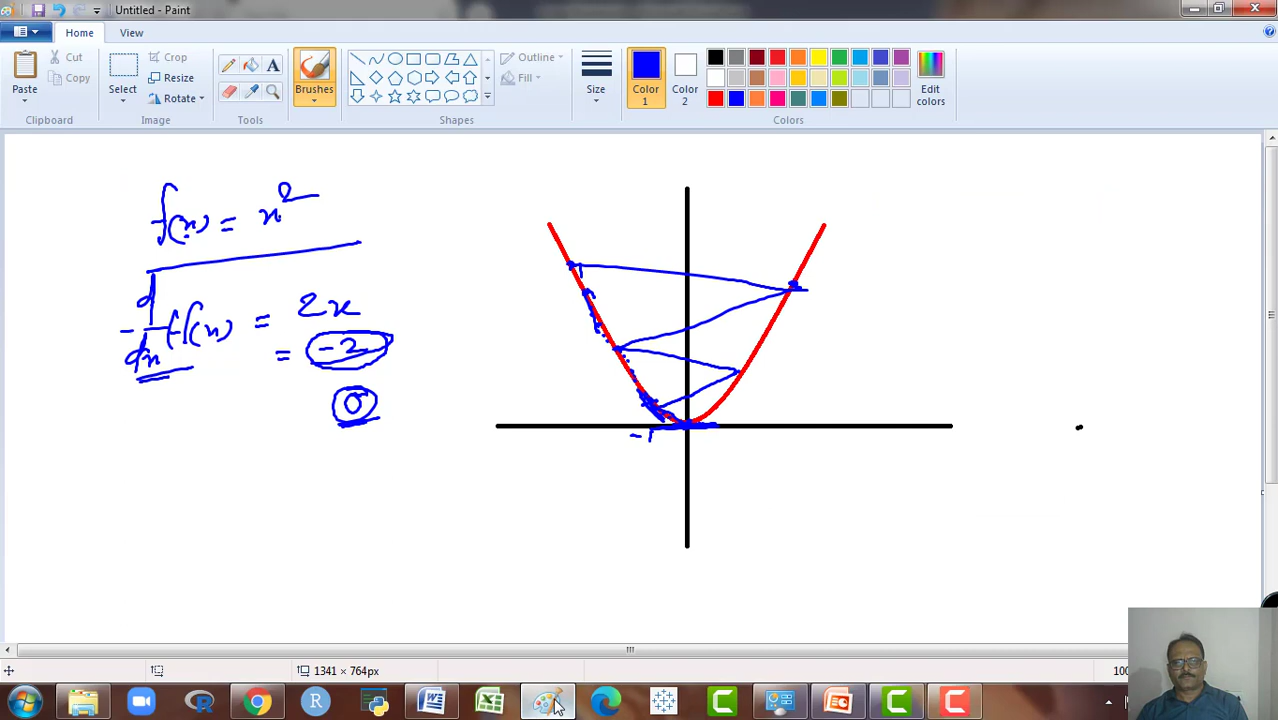 Untitled - Paint
Home
View
Paste
Cut
Copy
Clipboard
Select
Crop
Resize
Rotate
Image
A
Tools
Brushes
Outline
Fill
Shapes
Size
Color 1
Color 2
Edit colors
Colors
f(x) = x²
- d/dx f(x) = 2x
= -2
0
-1
1341 × 764px
100